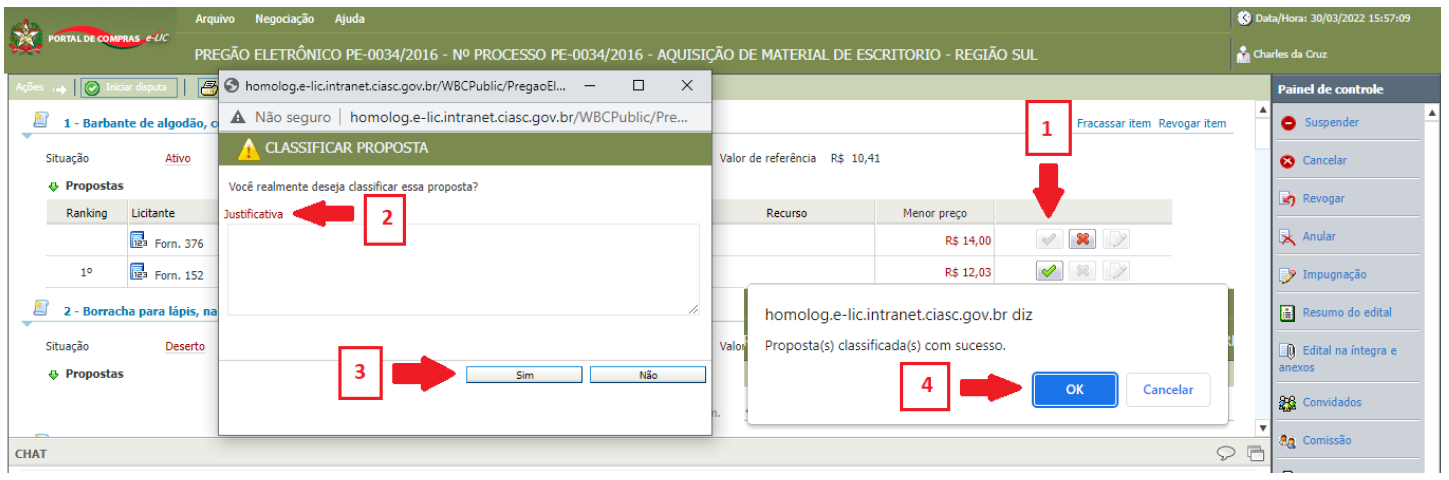 Arquivo Negociação Ajuda
Data/Hora: 30/03/2022 15:57:09
PORTAL DE COMPRAS e-LIC
PREGÃO ELETRÔNICO PE-0034/2016 - Nº PROCESSO PE-0034/2016 - AQUISIÇÃO DE MATERIAL DE ESCRITORIO - REGIÃO SUL
Charles da Cruz
Ações Iniciar disputa
homolog.e-lic.intranet.ciasc.gov.br/WBCPublic/PregaoEl...
Painel de controle
Não seguro homolog.e-lic.intranet.ciasc.gov.br/WBCPublic/Pre...
1 - Barbante de algodão, c
1
Fracassar item Revogar item
Suspender
CLASSIFICAR PROPOSTA
Situação Ativo
Valor de referência R$ 10,41
Cancelar
Propostas
Você realmente deseja classificar essa proposta?
Revogar
Ranking Licitante
Justificativa
2
Recurso Menor preço
Forn. 376
R$ 14,00
Anular
1º Forn. 152
R$ 12,03
Impugnação
2 - Borracha para lápis, na
homolog.e-lic.intranet.ciasc.gov.br diz
Resumo do edital
Situação Deserto
Valo
Proposta(s) classificada(s) com sucesso.
Edital na íntegra e
anexos
Propostas
3
Sim Não
4
OK Cancelar
Convidados
n.
Comissão
CHAT